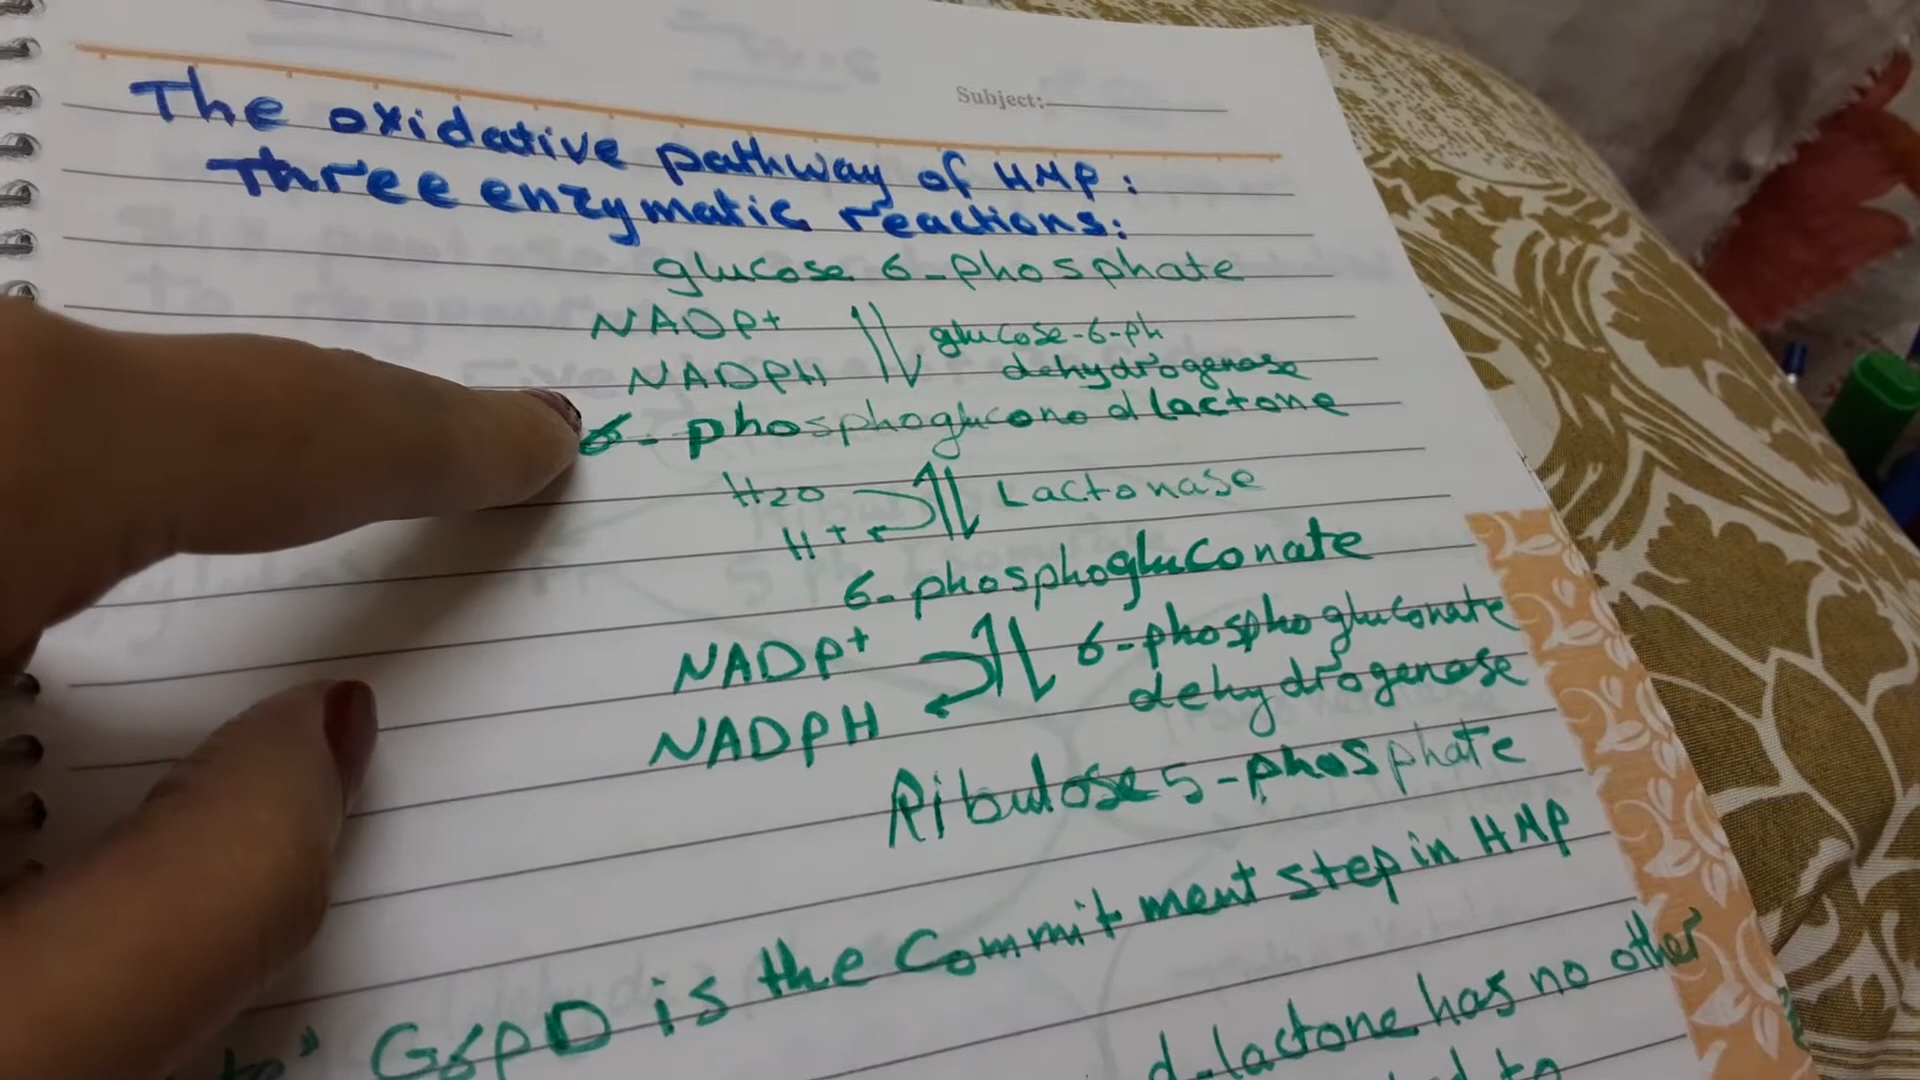 Subject:
The oxidative pathway of HMP:
Three enzymatic reactions:
glucose 6-phosphate
NADP+
glucose-6-ph
NADPH
dehydrogenase
6-phosphoglucono d lactone
H2O
Lactonase
H+
6-phosphogluconate
NADP+
6-phosphogluconate
NADPH
dehydrogenase
Ribulose 5-phosphate
G6PD is the Commitment step in HMP
d-lactone has no other
to